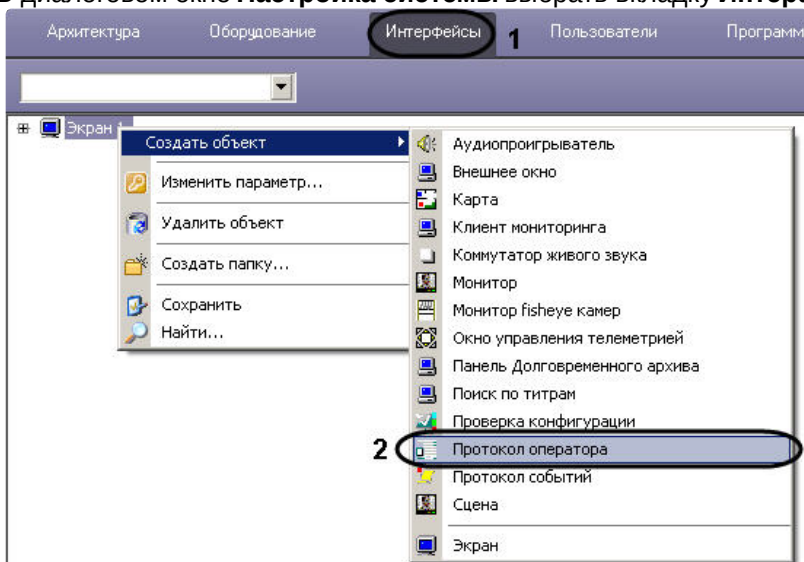 В диалоговом окне Настройка системы выбрать вкладку Интер
Архитектура Оборудование Интерфейсы 1 Пользователи Програм
Экран 1
Создать объект
Изменить параметр...
Удалить объект
Создать папку...
Сохранить
Найти...
Аудиопроигрыватель
Внешнее окно
Карта
Клиент мониторинга
Коммутатор живого звука
Монитор
Монитор fisheye камер
Окно управления телеметрией
Панель Долговременного архива
Поиск по титрам
Проверка конфигурации
2 Протокол оператора
Протокол событий
Сцена
Экран